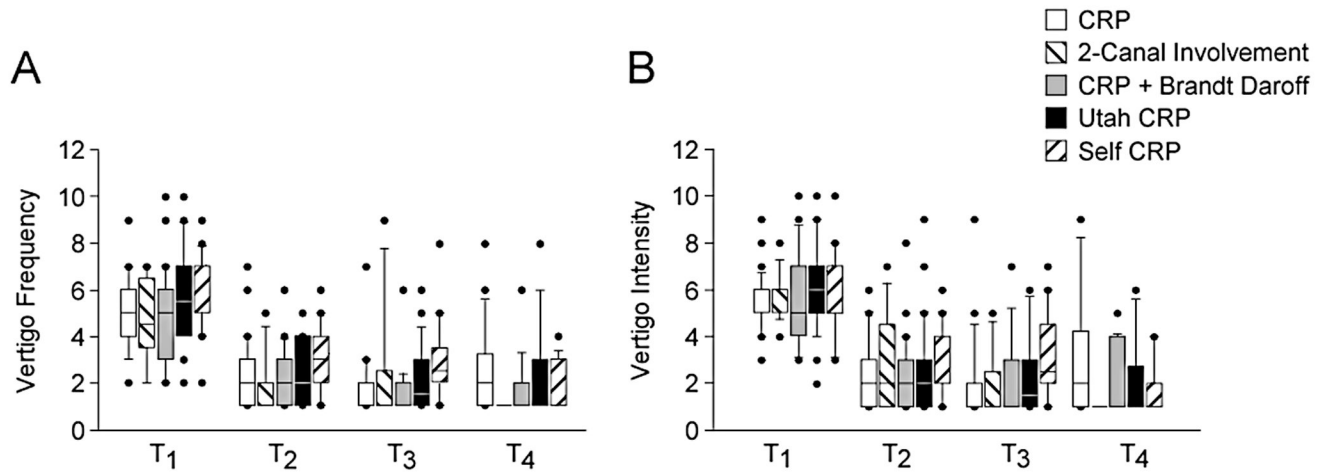 A
B
CRP
2-Canal Involvement
CRP + Brandt Daroff
Utah CRP
Self CRP
Vertigo Frequency
12
10
8
6
4
2
0
T1
T2
T3
T4
Vertigo Intensity
12
10
8
6
4
2
0
T1
T2
T3
T4